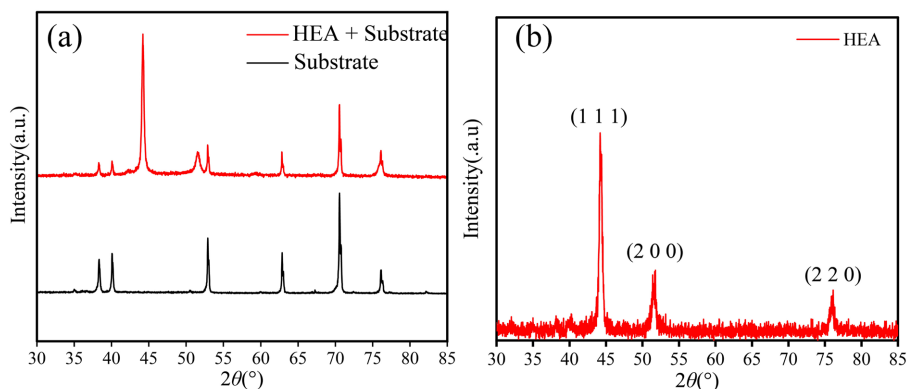 (a)
HEA + Substrate
Substrate
Intensity(a.u.)
30 35 40 45 50 55 60 65 70 75 80 85
2θ(°)
(b)
HEA
(1 1 1)
(2 0 0)
(2 2 0)
Intensity(.a.u)
30 35 40 45 50 55 60 65 70 75 80 85
2θ(°)